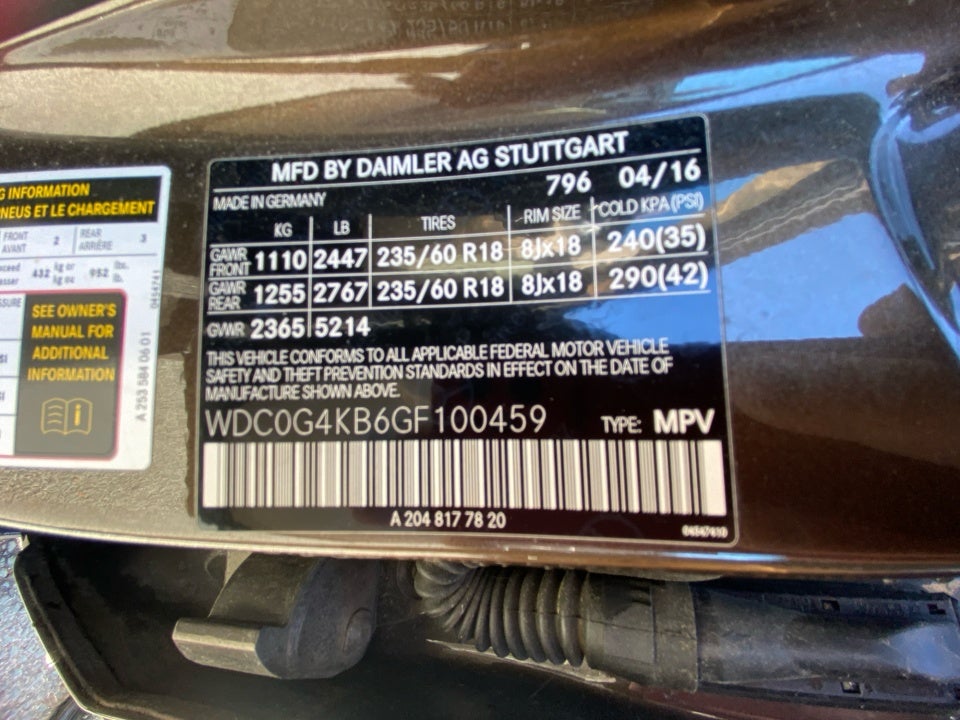 MFD BY DAIMLER AG STUTTGART
MADE IN GERMANY 796 04/16
KG LB TIRES RIM SIZE COLD KPA(PSI)
GAWR FRONT 1110 2447 235/60 R18 8Jx18 240(35)
GAWR REAR 1255 2767 235/60 R18 8Jx18 290(42)
GVWR 2365 5214
THIS VEHICLE CONFORMS TO ALL APPLICABLE FEDERAL MOTOR VEHICLE
SAFETY AND THEFT PREVENTION STANDARDS IN EFFECT ON THE DATE OF
MANUFACTURE SHOWN ABOVE.
WDC0G4KB6GF100459 TYPE: MPV
A 204 817 78 20
INFORMATION
PNEUS ET LE CHARGEMENT
FRONT AVANT 2 REAR ARRIÈRE 3
432 kg or kg ou 952 lbs. lb.
SEE OWNER'S
MANUAL FOR
ADDITIONAL
INFORMATION
A 253 584 06 01
0454741